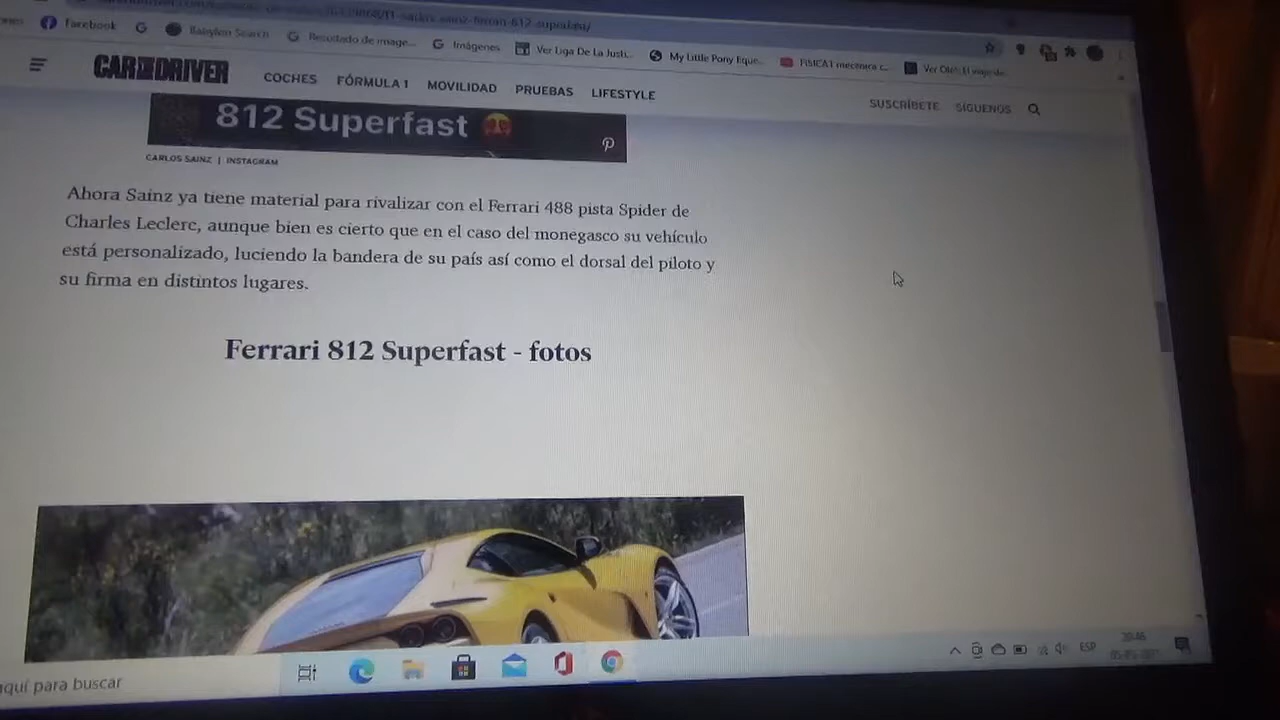 Facebook
Babylon Search
Resultado de image...
Imágenes
Ver Liga De La Justi...
My Little Pony Eque...
CAR AND DRIVER
COCHES FÓRMULA 1 MOVILIDAD PRUEBAS LIFESTYLE
SUSCRÍBETE SÍGUENOS
812 Superfast
CARLOS SAINZ | INSTAGRAM
Ahora Sainz ya tiene material para rivalizar con el Ferrari 488 pista Spider de
Charles Leclerc, aunque bien es cierto que en el caso del monegasco su vehículo
está personalizado, luciendo la bandera de su país así como el dorsal del piloto y
su firma en distintos lugares.
Ferrari 812 Superfast - fotos
aquí para buscar
ESP
20:46